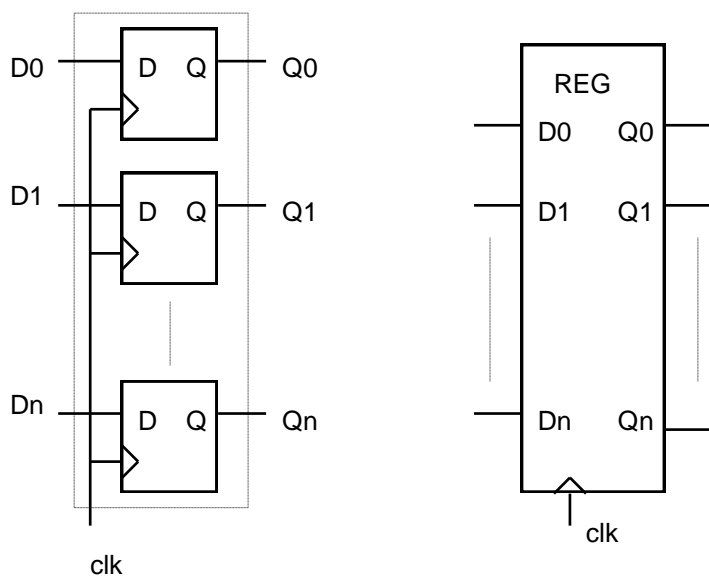 D0 D Q Q0
D1 D Q Q1
Dn D Q Qn
clk
REG
D0 Q0
D1 Q1
Dn Qn
clk